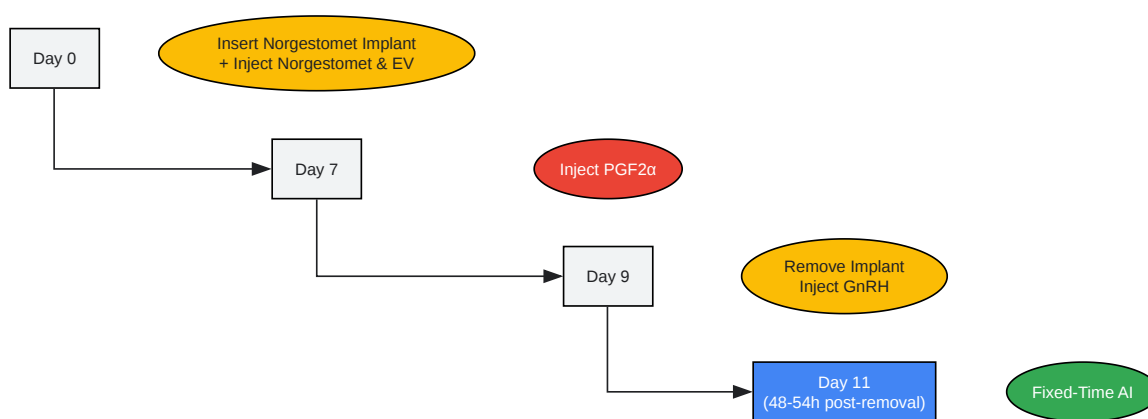 Day 0
Insert Norgestomet Implant
+ Inject Norgestomet & EV
Day 7
Inject PGF2α
Day 9
Remove Implant
Inject GnRH
Day 11
(48-54h post-removal)
Fixed-Time AI